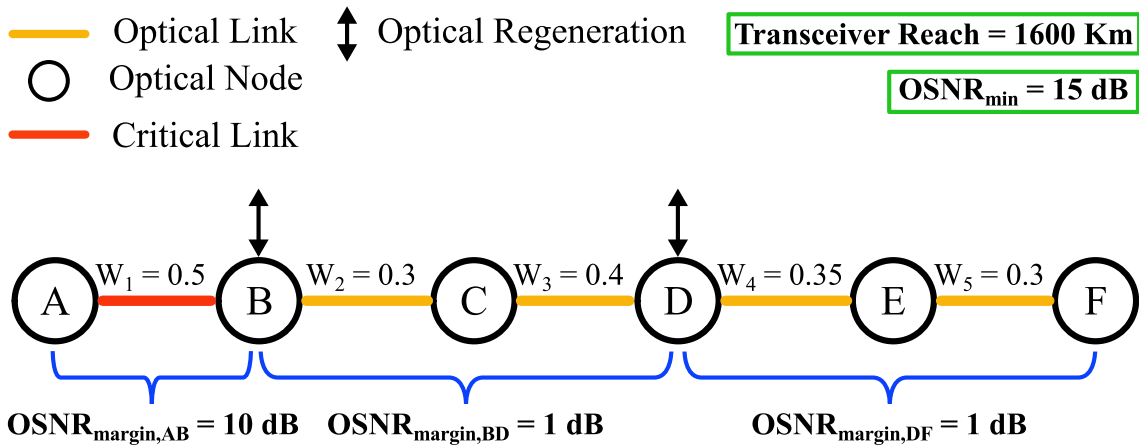 Optical Link
Optical Regeneration
Transceiver Reach = 1600 Km
Optical Node
OSNRmin = 15 dB
Critical Link
W1 = 0.5
W2 = 0.3
W3 = 0.4
W4 = 0.35
W5 = 0.3
A
B
C
D
E
F
OSNRmargin,AB = 10 dB
OSNRmargin,BD = 1 dB
OSNRmargin,DF = 1 dB